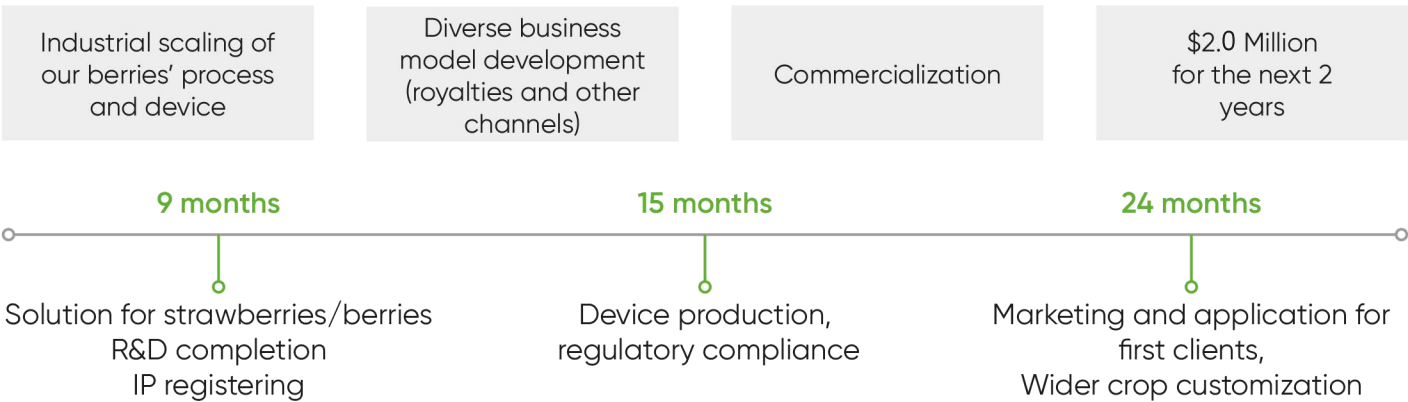 Industrial scaling of
our berries' process
and device
Diverse business
model development
(royalties and other
channels)
Commercialization
$2.0 Million
for the next 2
years
9 months
15 months
24 months
Solution for strawberries/berries
R&D completion
IP registering
Device production,
regulatory compliance
Marketing and application for
first clients,
Wider crop customization